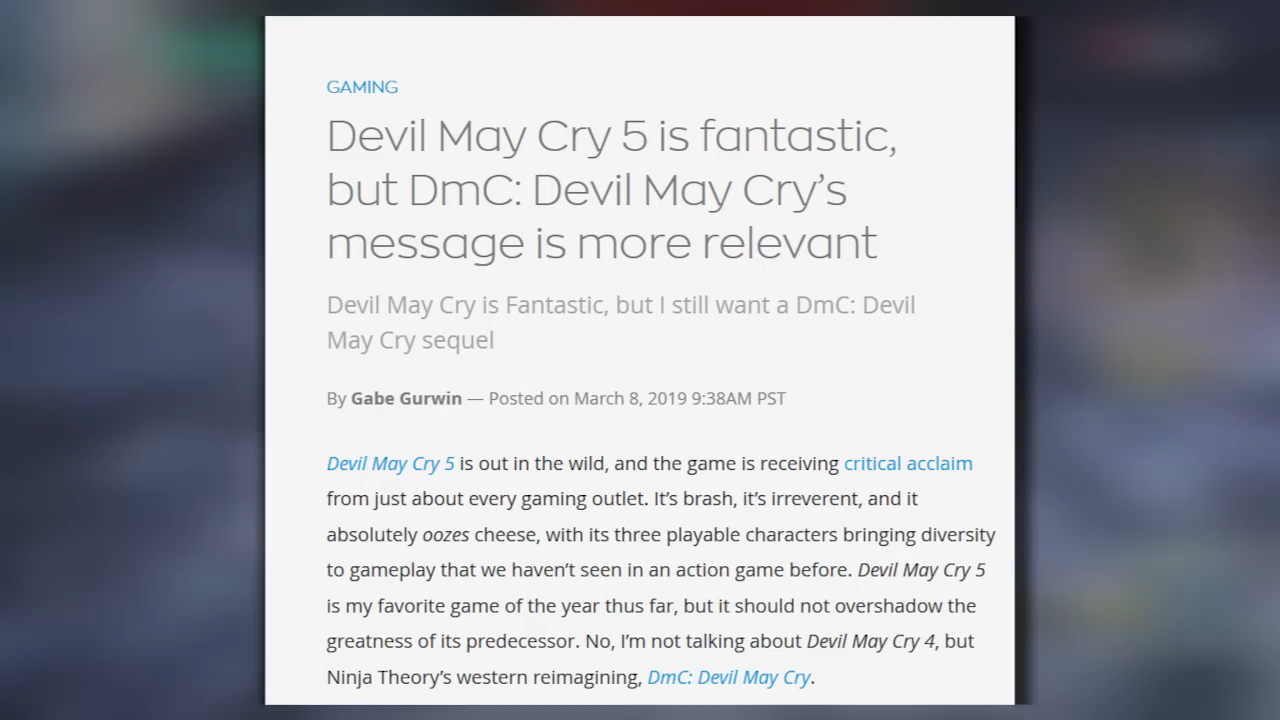 GAMING
Devil May Cry 5 is fantastic,
but DmC: Devil May Cry’s
message is more relevant
Devil May Cry is Fantastic, but I still want a DmC: Devil
May Cry sequel
By Gabe Gurwin — Posted on March 8, 2019 9:38AM PST
Devil May Cry 5 is out in the wild, and the game is receiving critical acclaim
from just about every gaming outlet. It’s brash, it’s irreverent, and it
absolutely oozes cheese, with its three playable characters bringing diversity
to gameplay that we haven’t seen in an action game before. Devil May Cry 5
is my favorite game of the year thus far, but it should not overshadow the
greatness of its predecessor. No, I’m not talking about Devil May Cry 4, but
Ninja Theory’s western reimagining, DmC: Devil May Cry.